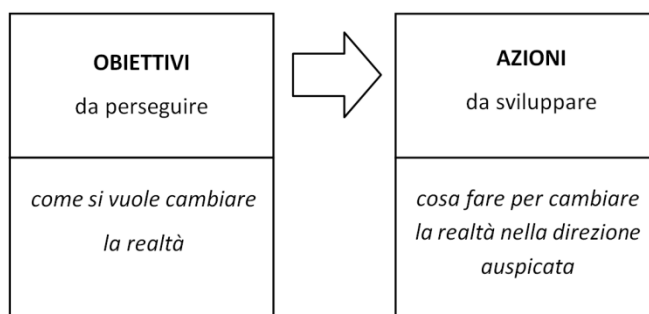 OBIETTIVI
da perseguire
come si vuole cambiare
la realtà
AZIONI
da sviluppare
cosa fare per cambiare
la realtà nella direzione
auspicata